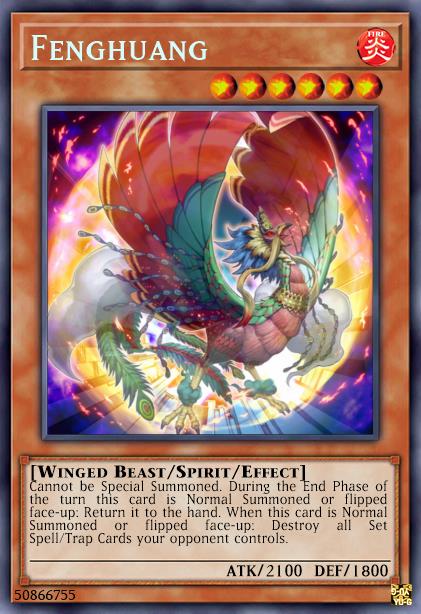 Fenghuang
FIRE
炎
[Winged Beast/Spirit/Effect]
Cannot be Special Summoned. During the End Phase of
the turn this card is Normal Summoned or flipped
face-up: Return it to the hand. When this card is Normal
Summoned or flipped face-up: Destroy all Set
Spell/Trap Cards your opponent controls.
ATK/2100 DEF/1800
50866755